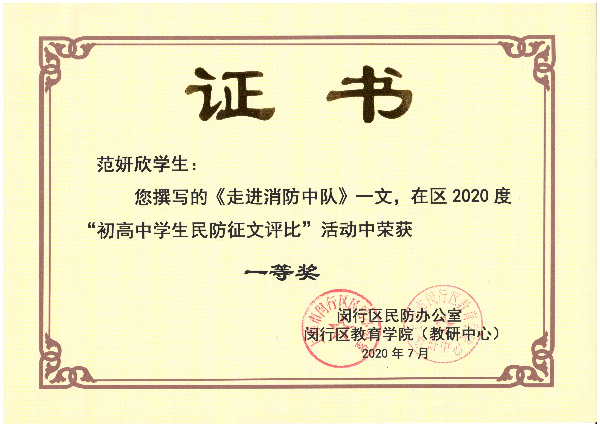 证书
范妍欣学生：
您撰写的《走进消防中队》一文，在区 2020 度
“初高中学生民防征文评比”活动中荣获
一等奖
闵行区民防办公室
闵行区教育学院（教研中心）
2020 年 7 月